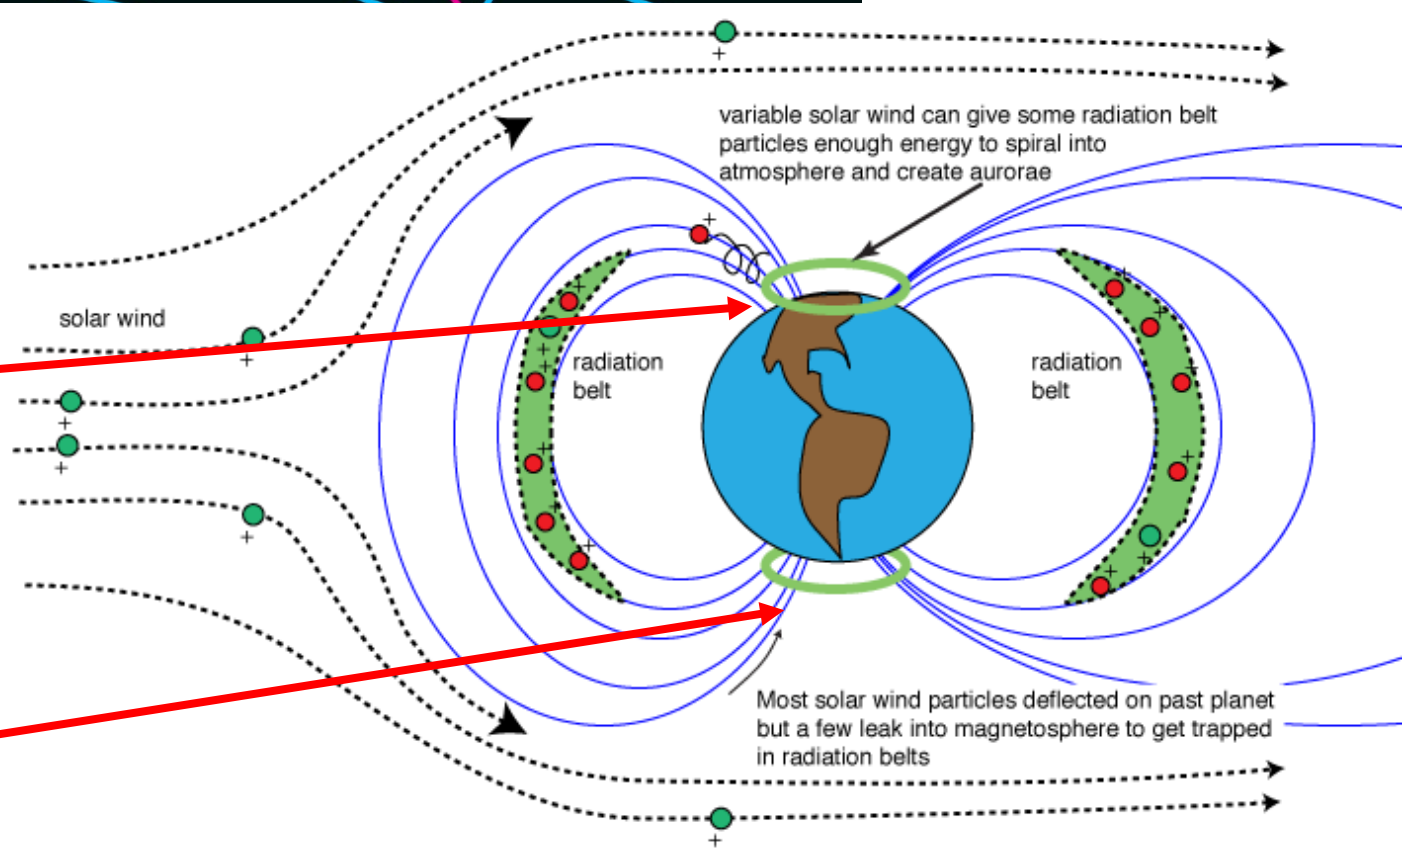 variable solar wind can give some radiation belt
particles enough energy to spiral into
atmosphere and create aurorae
solar wind
radiation
belt
radiation
belt
Most solar wind particles deflected on past planet
but a few leak into magnetosphere to get trapped
in radiation belts